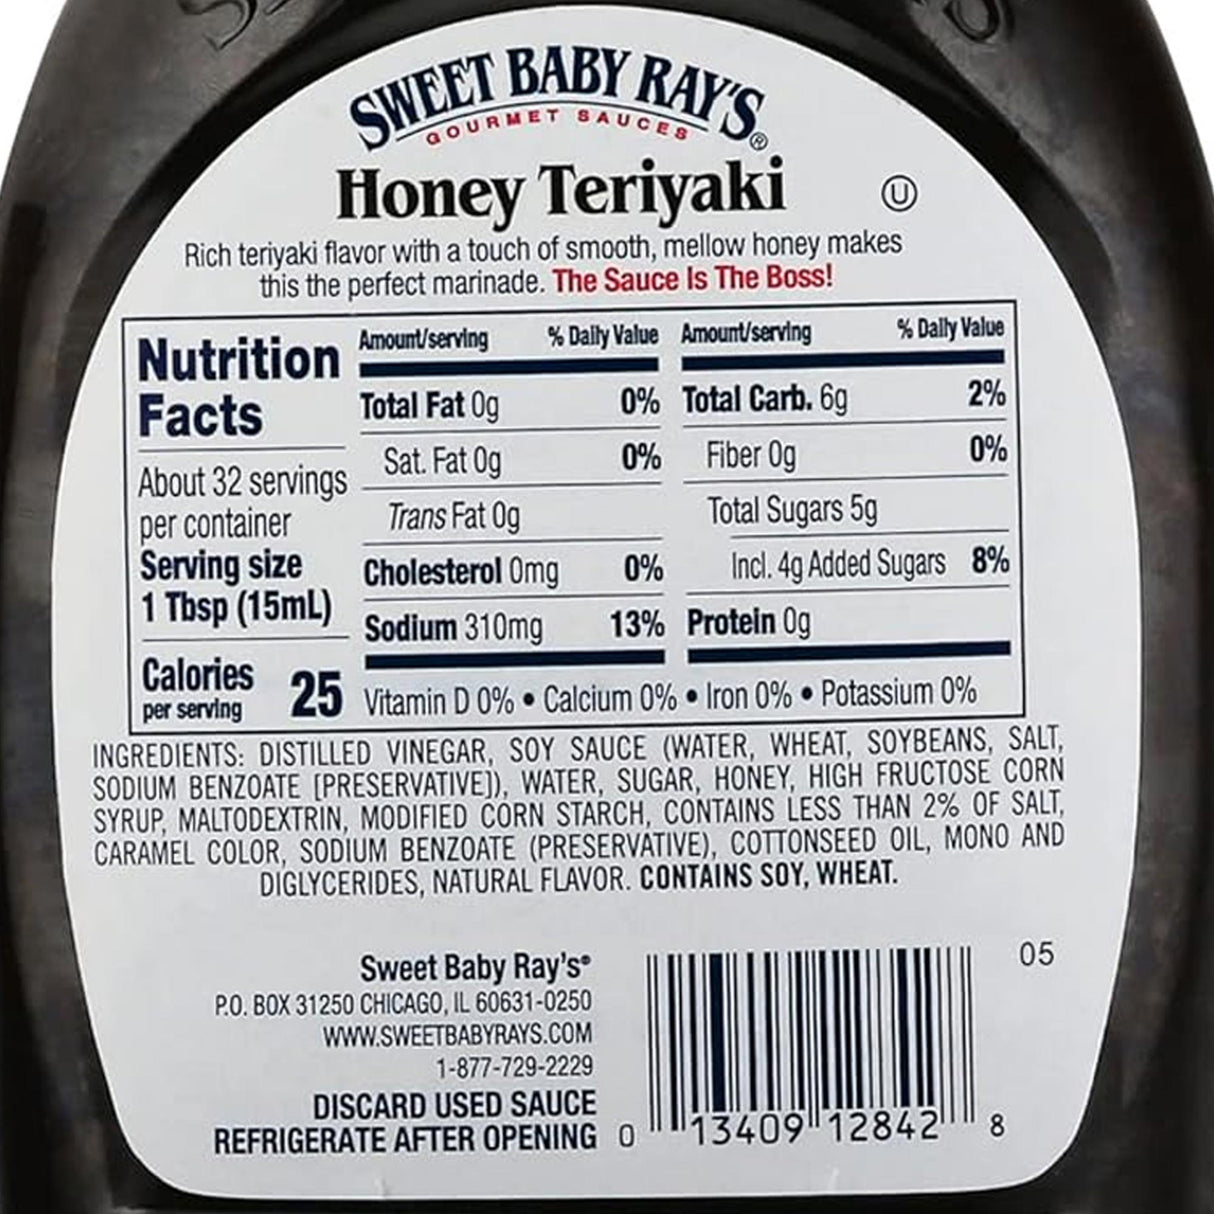 SWEET BABY RAY'S®
GOURMET SAUCES
Honey Teriyaki
U
Rich teriyaki flavor with a touch of smooth, mellow honey makes
this the perfect marinade. The Sauce Is The Boss!
Nutrition
Facts
About 32 servings
per container
Serving size
1 Tbsp (15mL)
Calories
per serving 25
Amount/serving % Daily Value
Total Fat 0g 0%
Sat. Fat 0g 0%
Trans Fat 0g
Cholesterol 0mg 0%
Sodium 310mg 13%
Amount/serving % Daily Value
Total Carb. 6g 2%
Fiber 0g 0%
Total Sugars 5g
Incl. 4g Added Sugars 8%
Protein 0g
Vitamin D 0% • Calcium 0% • Iron 0% • Potassium 0%
INGREDIENTS: DISTILLED VINEGAR, SOY SAUCE (WATER, WHEAT, SOYBEANS, SALT,
SODIUM BENZOATE [PRESERVATIVE]), WATER, SUGAR, HONEY, HIGH FRUCTOSE CORN
SYRUP, MALTODEXTRIN, MODIFIED CORN STARCH, CONTAINS LESS THAN 2% OF SALT,
CARAMEL COLOR, SODIUM BENZOATE (PRESERVATIVE), COTTONSEED OIL, MONO AND
DIGLYCERIDES, NATURAL FLAVOR. CONTAINS SOY, WHEAT.
Sweet Baby Ray's®
P.O. BOX 31250 CHICAGO, IL 60631-0250
WWW.SWEETBABYRAYS.COM
1-877-729-2229
DISCARD USED SAUCE
REFRIGERATE AFTER OPENING
05
0 13409 12842 8